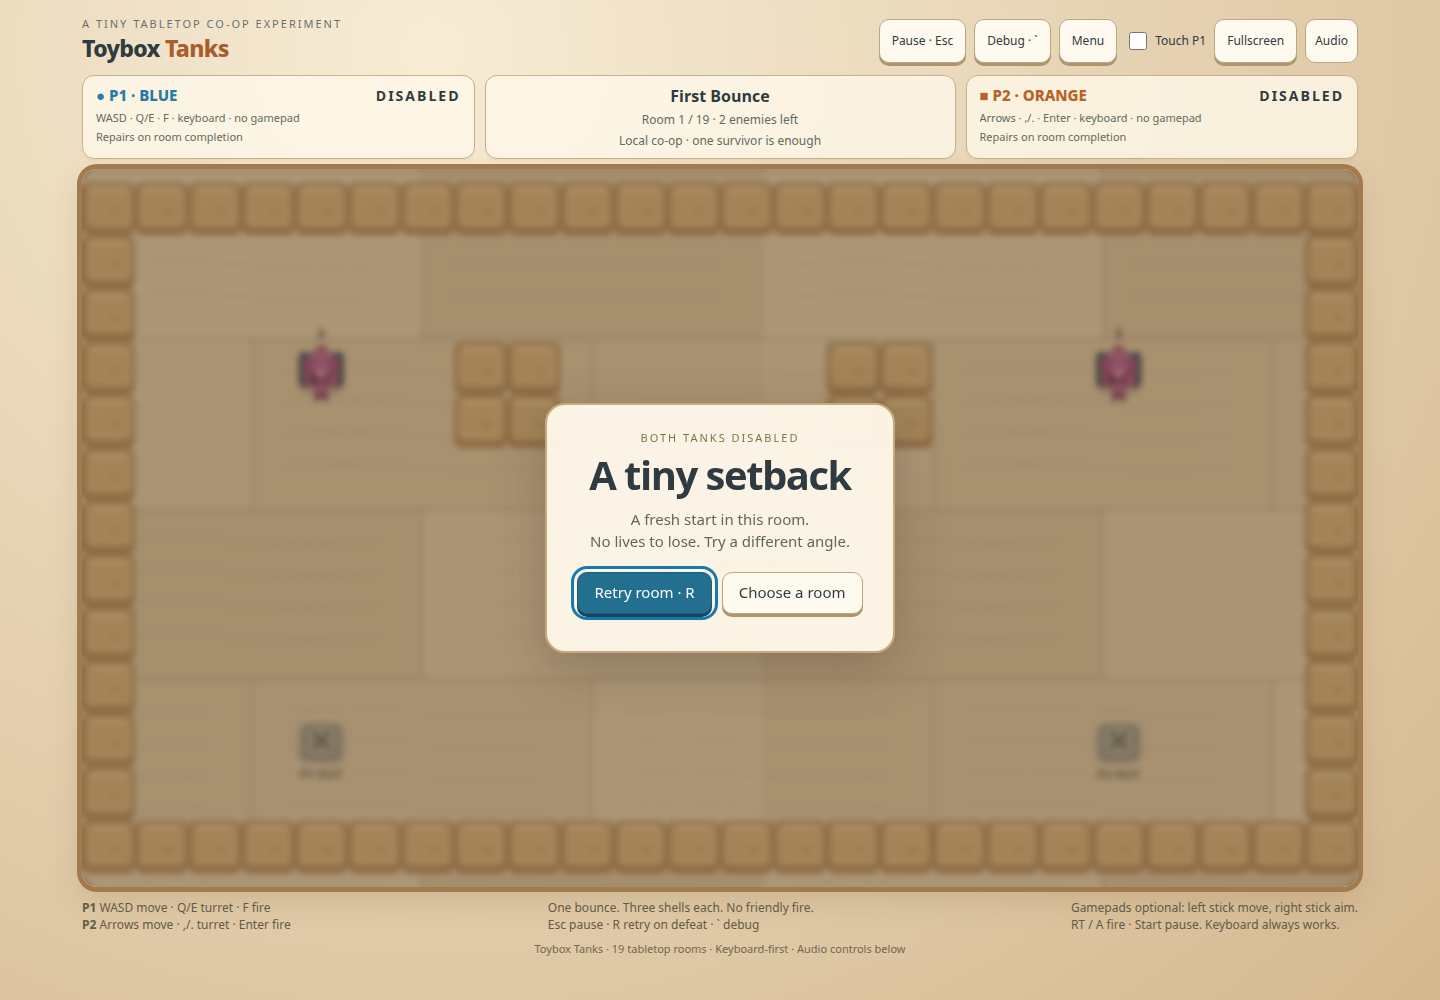 A TINY TABLETOP CO-OP EXPERIMENT
Toybox Tanks
Pause · Esc
Debug · `
Menu
Touch P1
Fullscreen
Audio
● P1 · BLUE
DISABLED
WASD · Q/E · F · keyboard · no gamepad
Repairs on room completion
First Bounce
Room 1 / 19 · 2 enemies left
Local co-op · one survivor is enough
■ P2 · ORANGE
DISABLED
Arrows · ,/. · Enter · keyboard · no gamepad
Repairs on room completion
BOTH TANKS DISABLED
A tiny setback
A fresh start in this room.
No lives to lose. Try a different angle.
Retry room · R
Choose a room
P1 WASD move · Q/E turret · F fire
P2 Arrows move · ,/. turret · Enter fire
One bounce. Three shells each. No friendly fire.
Esc pause · R retry on defeat · ` debug
Gamepads optional: left stick move, right stick aim.
RT / A fire · Start pause. Keyboard always works.
Toybox Tanks · 19 tabletop rooms · Keyboard-first · Audio controls below